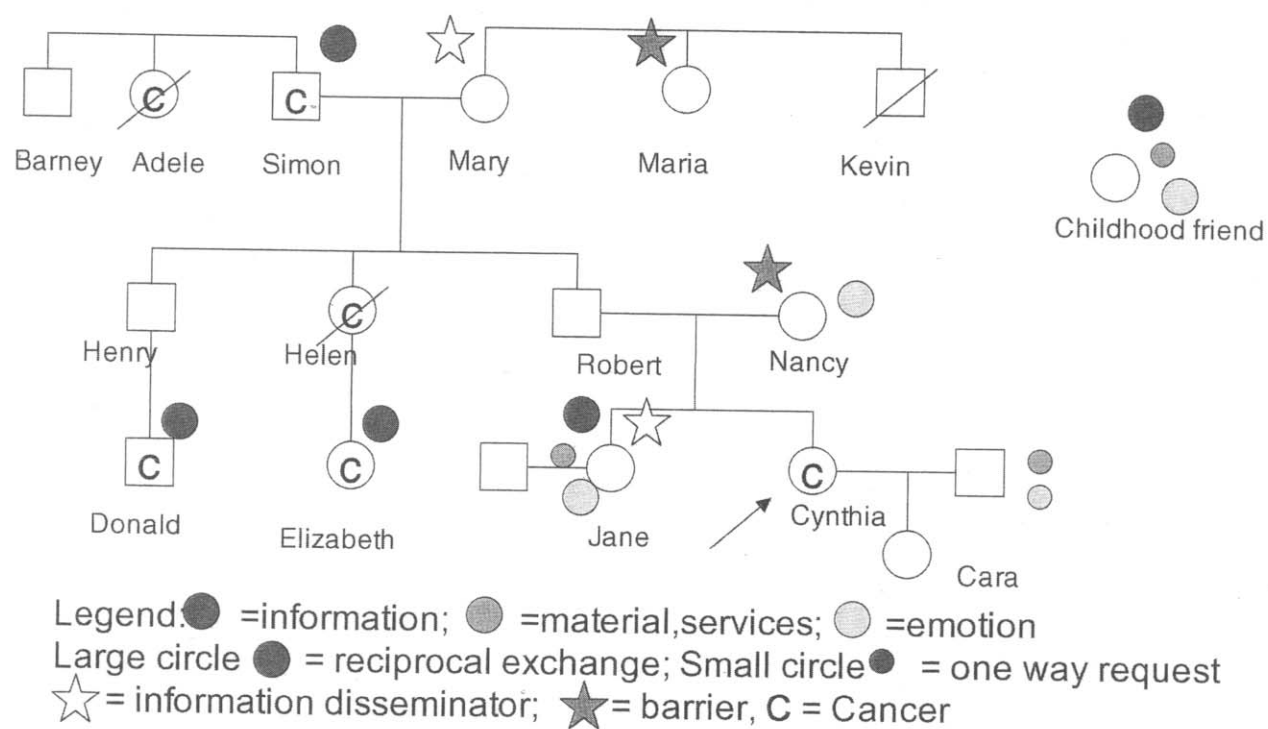 C C
Barney Adele Simon Mary Maria Kevin
Childhood friend
C
Henry Helen Robert Nancy
C C C
Donald Elizabeth Jane Cynthia
Cara
Legend: =information; =material,services; =emotion
Large circle = reciprocal exchange; Small circle = one way request
= information disseminator; = barrier, C = Cancer